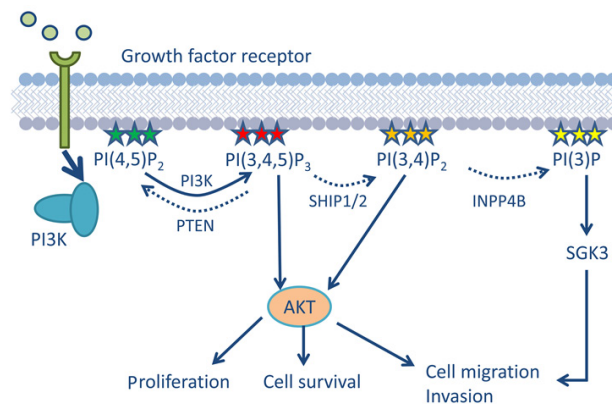 Growth factor receptor
PI(4,5)P₂
PI(3,4,5)P₃
PI(3,4)P₂
PI(3)P
PI3K
PTEN
SHIP1/2
INPP4B
PI3K
SGK3
AKT
Proliferation
Cell survival
Cell migration
Invasion